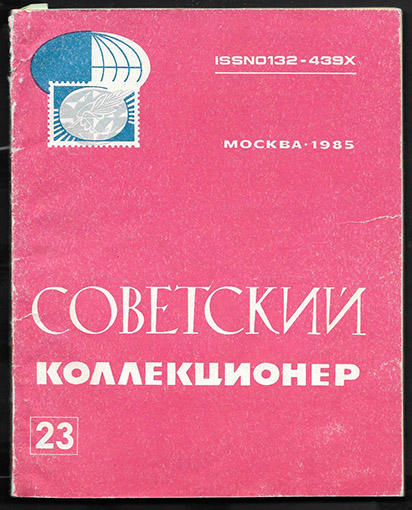 ISSN0132-439X
МОСКВА·1985
СОВЕТСКИЙ
КОЛЛЕКЦИОНЕР
23